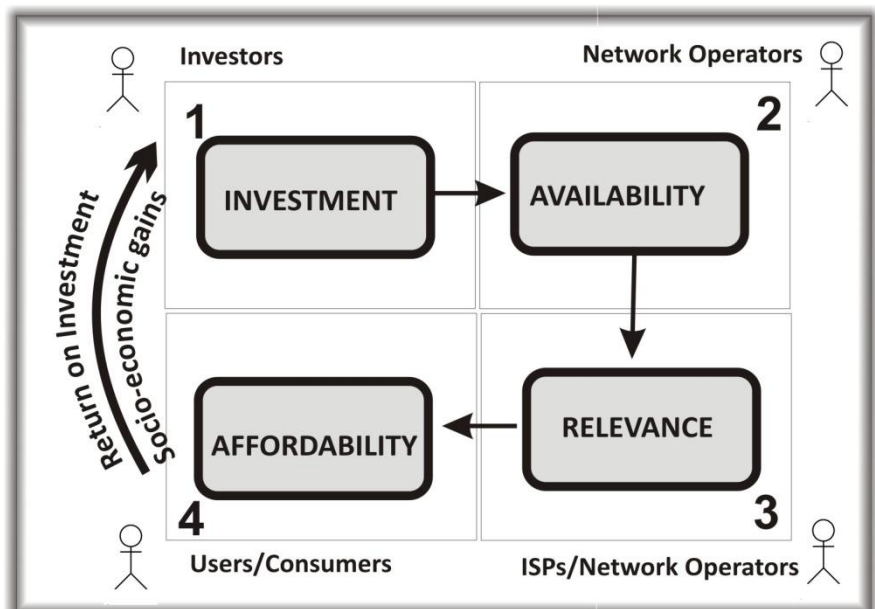 Investors
Network Operators
1
2
INVESTMENT
AVAILABILITY
Return on Investment
Socio-economic gains
AFFORDABILITY
RELEVANCE
4
3
Users/Consumers
ISPs/Network Operators